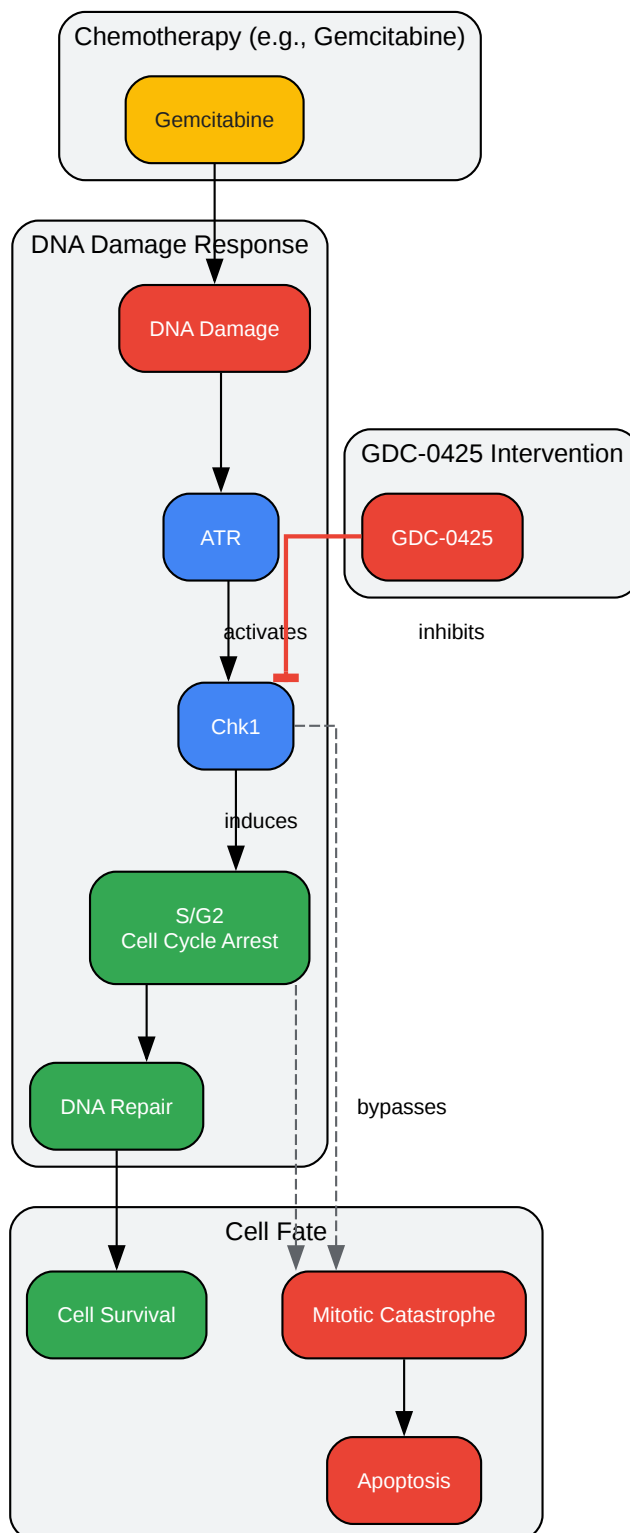 Chemotherapy (e.g., Gemcitabine)
Gemcitabine
DNA Damage Response
DNA Damage
GDC-0425 Intervention
ATR
GDC-0425
activates
inhibits
Chk1
induces
S/G2
Cell Cycle Arrest
DNA Repair
bypasses
Cell Fate
Cell Survival
Mitotic Catastrophe
Apoptosis